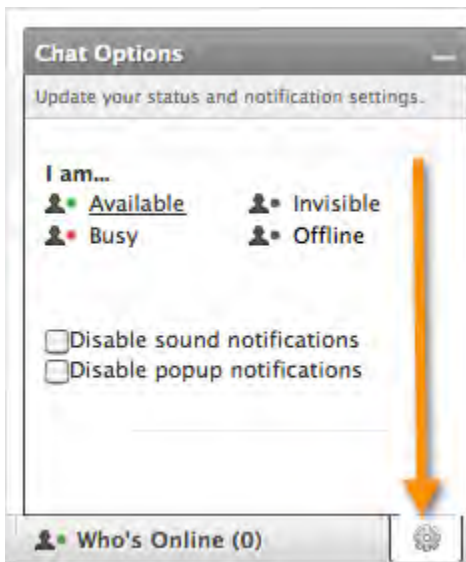 Chat Options
Update your status and notification settings.
I am...
Available
Invisible
Busy
Offline
Disable sound notifications
Disable popup notifications
Who's Online (0)